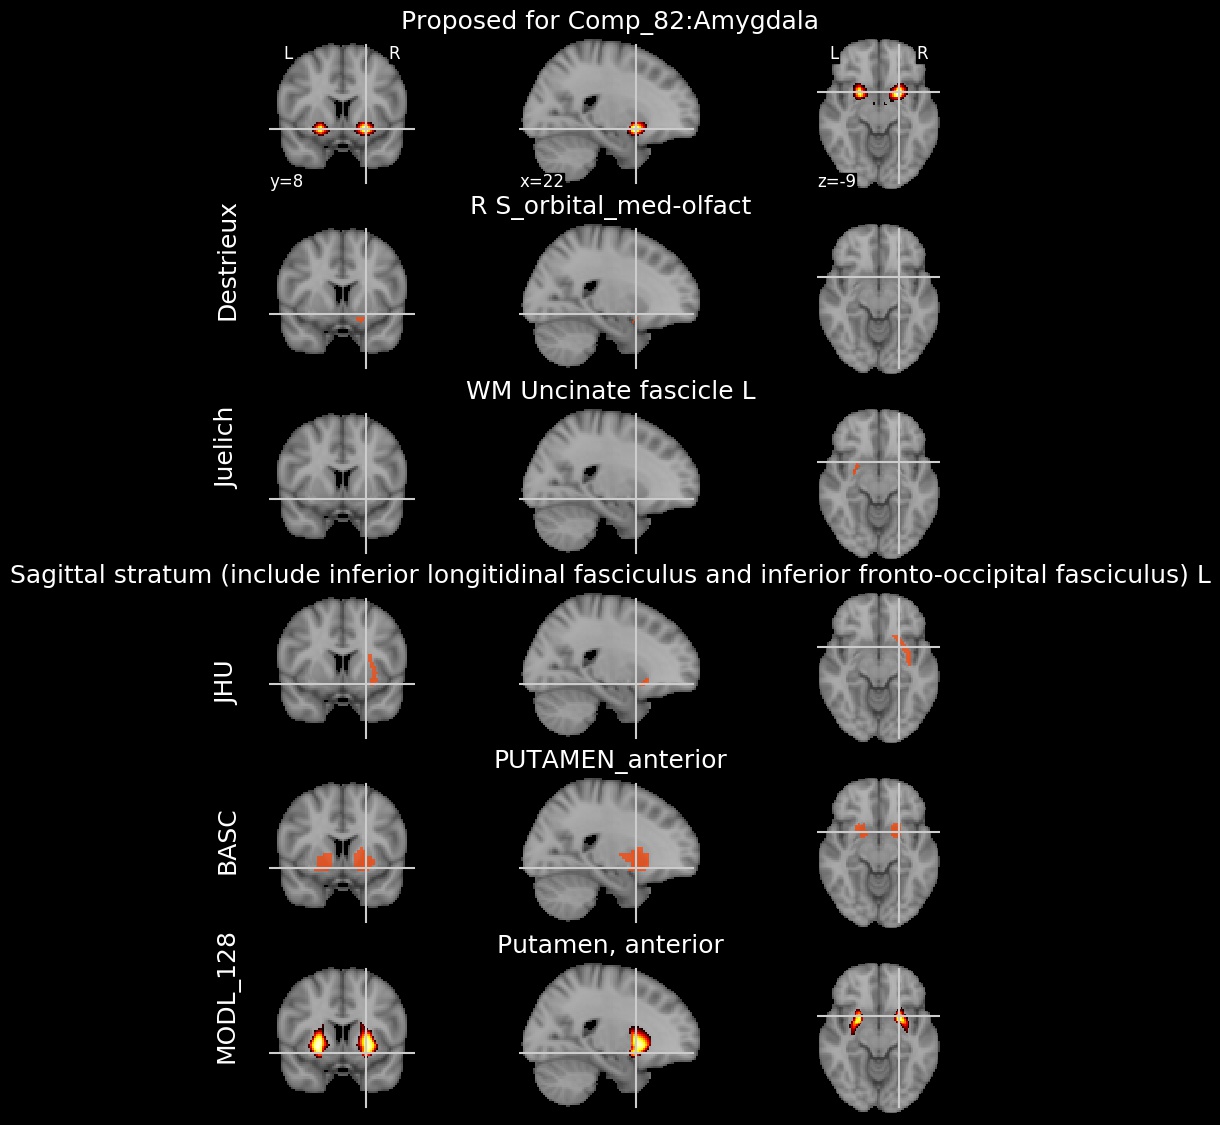 Proposed for Comp_82:Amygdala
L R L R
y=8 x=22 z=-9
R S_orbital_med-olfact
Destrieux
WM Uncinate fascicle L
Juelich
Sagittal stratum (include inferior longitidinal fasciculus and inferior fronto-occipital fasciculus) L
JHU
PUTAMEN_anterior
BASC
Putamen, anterior
MODL_128